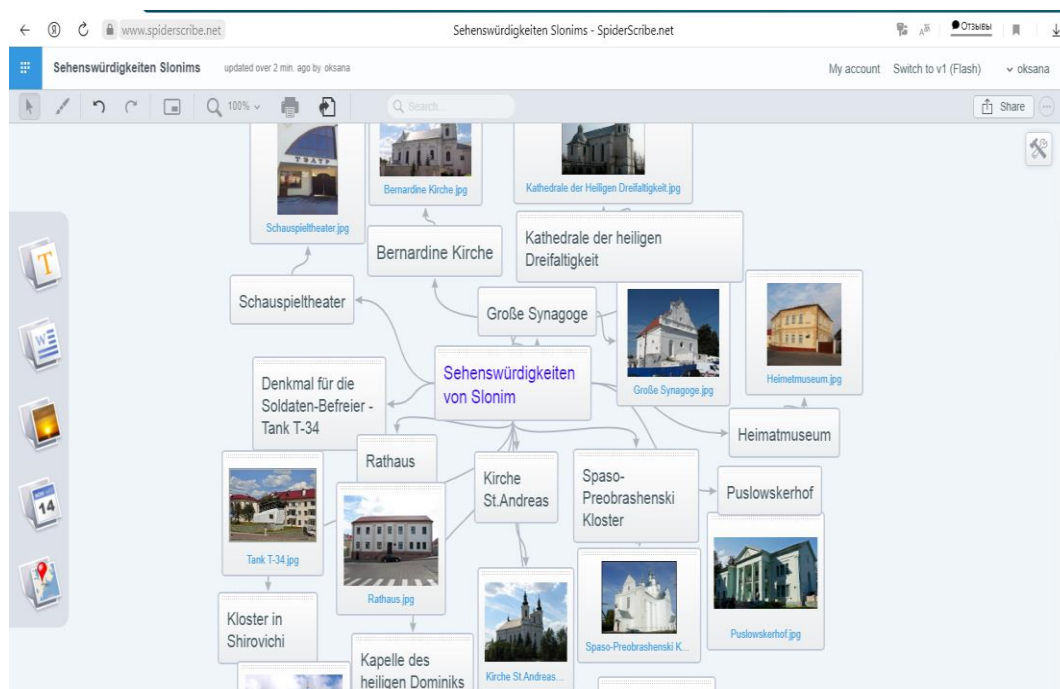 www.spiderscribe.net
Sehenswürdigkeiten Slonims - SpiderScribe.net
Отзывы
Sehenswürdigkeiten Slonims
updated over 2 min. ago by oksana
My account
Switch to v1 (Flash)
oksana
100%
Search...
Share
ТЕАТР
Schauspieltheater.jpg
Bernardine Kirche.jpg
Kathedrale der Heiligen Dreifaltigkeit.jpg
Bernardine Kirche
Kathedrale der heiligen
Dreifaltigkeit
Schauspieltheater
Große Synagoge
Große Synagoge.jpg
Heimetmuseum.jpg
Sehenswürdigkeiten
von Slonim
Denkmal für die
Soldaten-Befreier -
Tank T-34
Heimatmuseum
Rathaus
Kirche
St.Andreas
Spaso-
Preobrashenski
Kloster
Puslowskerhof
Tank T-34.jpg
Rathaus.jpg
Kirche St.Andreas...
Spaso-Preobrashenski K...
Puslowskerhof.jpg
Kloster in
Shirovichi
Kapelle des
heiligen Dominiks
T
W
14